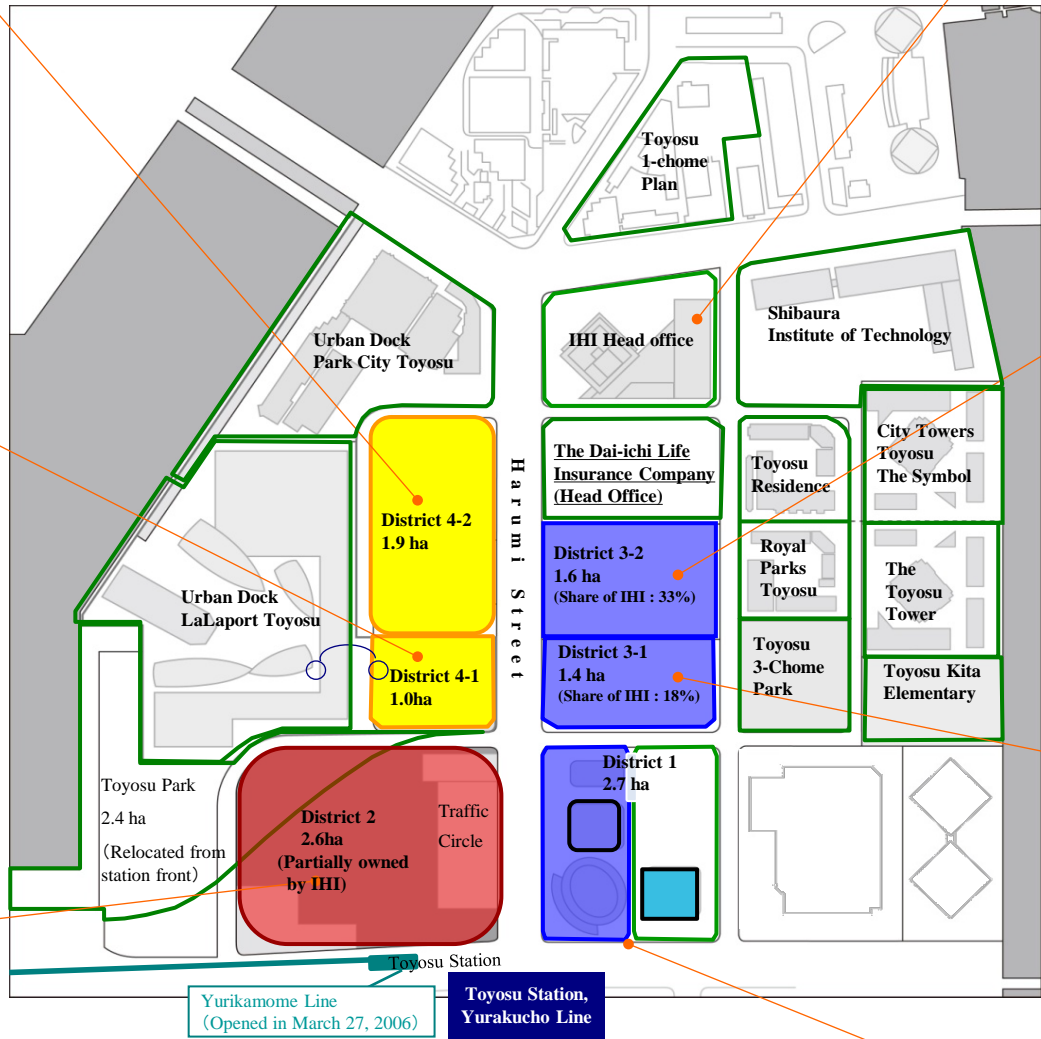 Toyosu
1-chome
Plan
Urban Dock
Park City Toyosu
IHI Head office
Shibaura
Institute of Technology
Harumi Street
The Dai-ichi Life
Insurance Company
(Head Office)
Toyosu
Residence
City Towers
Toyosu
The Symbol
District 4-2
1.9 ha
District 3-2
1.6 ha
(Share of IHI : 33%)
Royal
Parks
Toyosu
The
Toyosu
Tower
Urban Dock
LaLaport Toyosu
District 4-1
1.0ha
District 3-1
1.4 ha
(Share of IHI : 18%)
Toyosu
3-Chome
Park
Toyosu Kita
Elementary
Toyosu Park
2.4 ha
(Relocated from
station front)
District 2
2.6ha
(Partially owned
by IHI)
Traffic
Circle
District 1
2.7 ha
Toyosu Station
Yurikamome Line
(Opened in March 27, 2006)
Toyosu Station,
Yurakucho Line